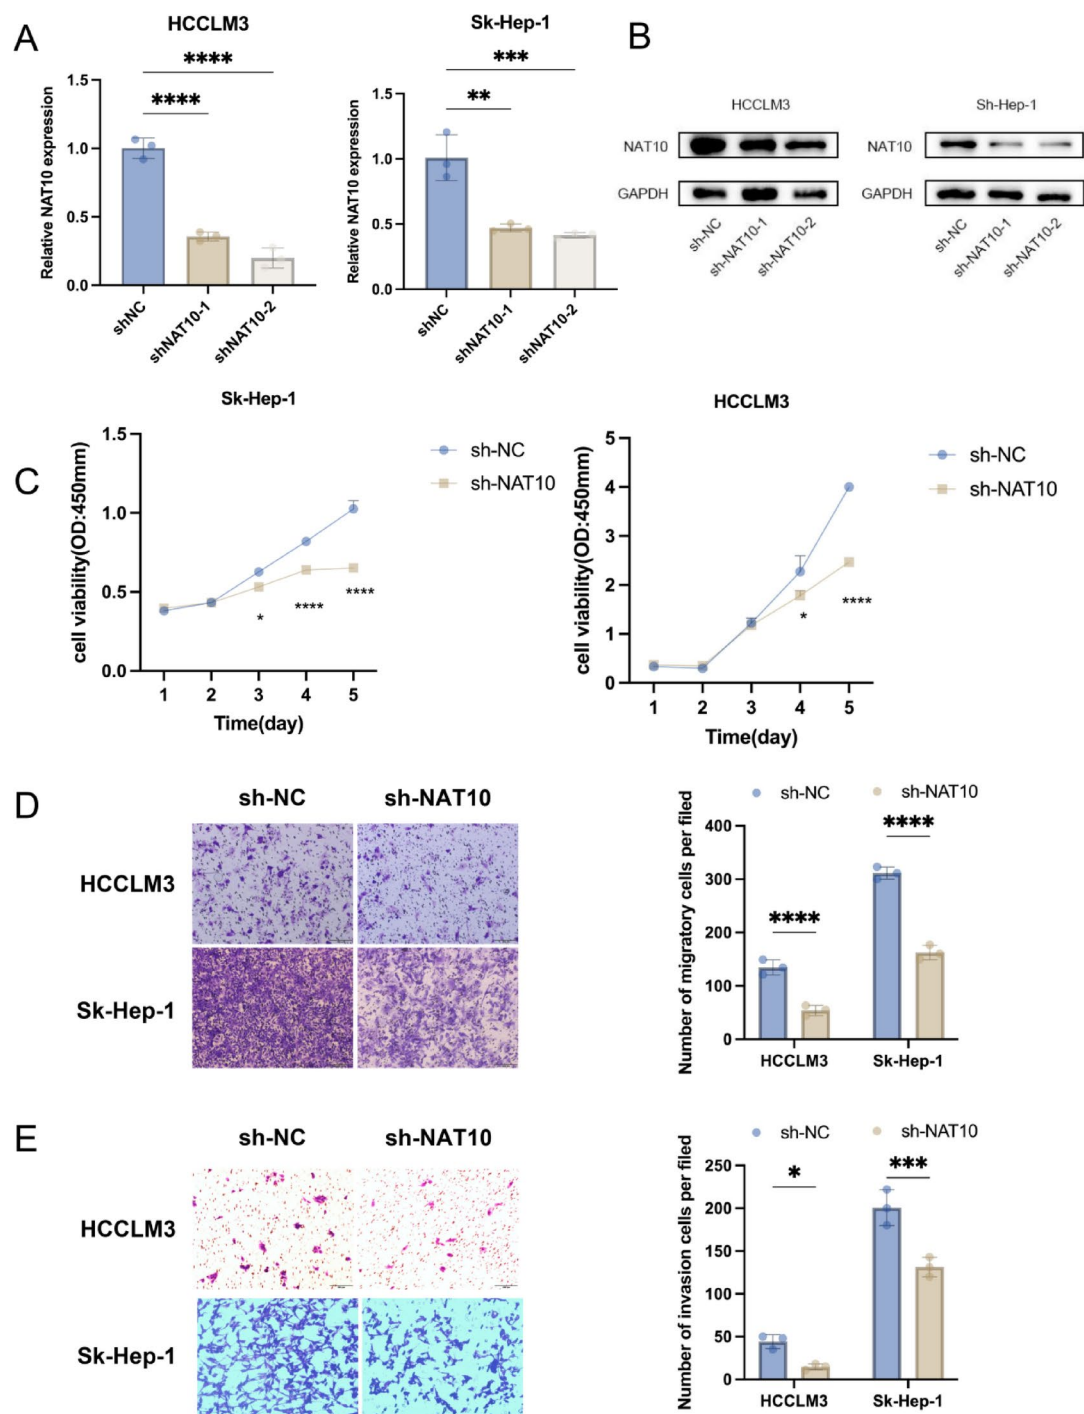 A
HCCLM3
****
****
Relative NAT10 expression
1.5
1.0
0.5
0.0
shNC
shNAT10-1
shNAT10-2
Sk-Hep-1
***
**
Relative NAT10 expression
1.5
1.0
0.5
0.0
shNC
shNAT10-1
shNAT10-2
B
HCCLM3
NAT10
GAPDH
sh-NC
sh-NAT10-1
sh-NAT10-2
Sh-Hep-1
NAT10
GAPDH
sh-NC
sh-NAT10-1
sh-NAT10-2
C
Sk-Hep-1
cell viability(OD:450mm)
1.5
1.0
0.5
0.0
*
****
****
1 2 3 4 5
Time(day)
sh-NC
sh-NAT10
HCCLM3
cell viability(OD:450mm)
5
4
3
2
1
0
*
****
1 2 3 4 5
Time(day)
sh-NC
sh-NAT10
D
sh-NC sh-NAT10
HCCLM3
Sk-Hep-1
sh-NC sh-NAT10
Number of migratory cells per filed
400
300
200
100
0
****
****
HCCLM3 Sk-Hep-1
E
sh-NC sh-NAT10
HCCLM3
Sk-Hep-1
sh-NC sh-NAT10
Number of invasion cells per filed
250
200
150
100
50
0
*
***
HCCLM3 Sk-Hep-1